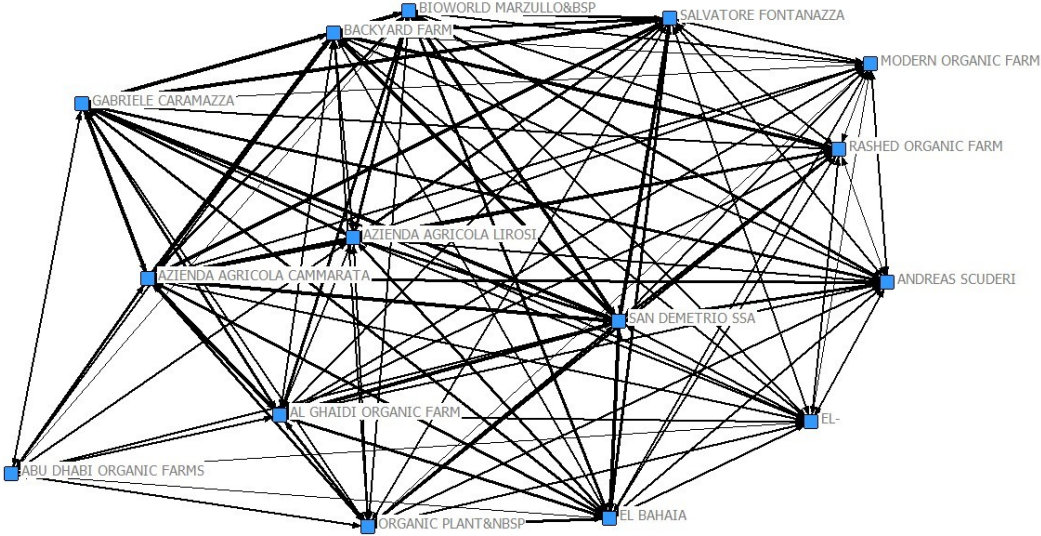 BIOWORLD MARZULLO&BSP
SALVATORE FONTANAZZA
BACKYARD FARM
MODERN ORGANIC FARM
GABRIELE CARAMAZZA
RASHED ORGANIC FARM
AZIENDA AGRICOLA LIROSI
AZIENDA AGRICOLA CAMMARATA
ANDREAS SCUDERI
SAN DEMETRIO SSA
AL GHAIDI ORGANIC FARM
EL-
ABU DHABI ORGANIC FARMS
EL BAHAIA
ORGANIC PLANT&NBSP